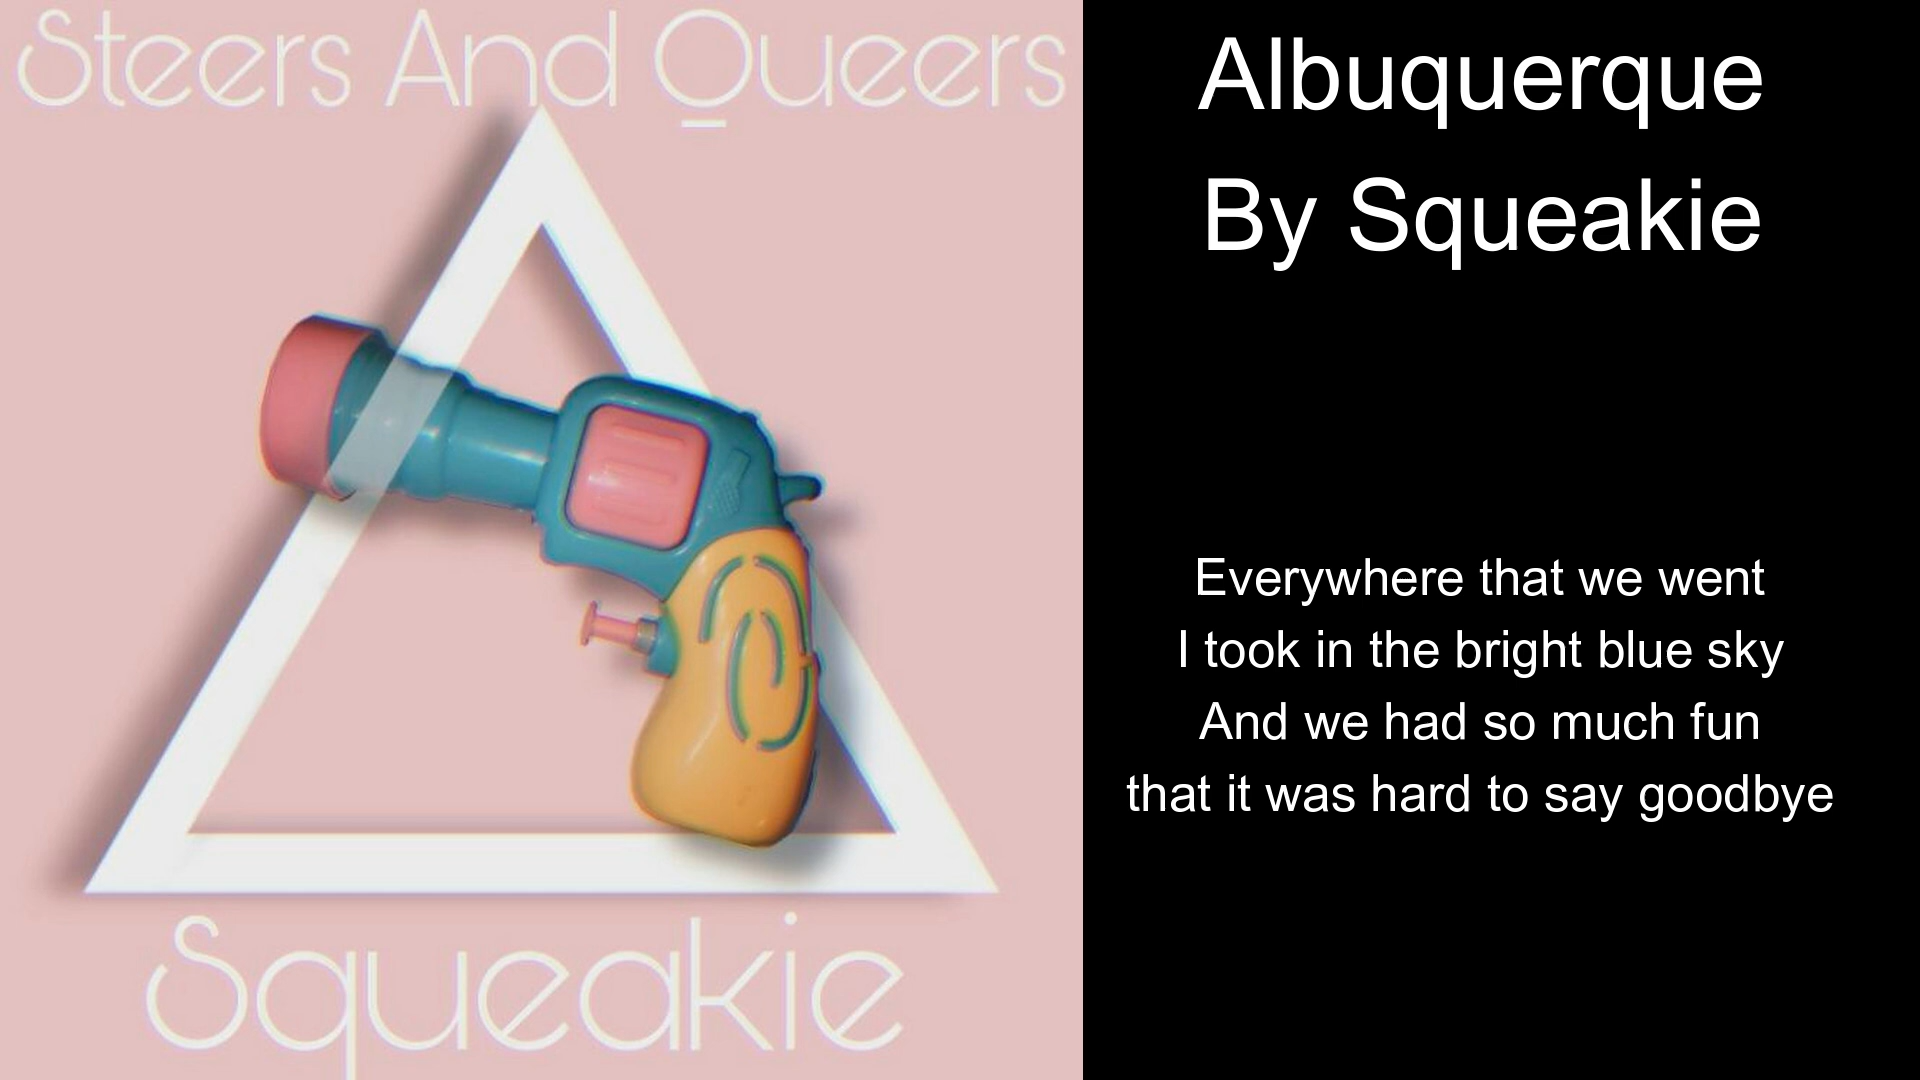 Steers And Queers
Squeakie
Albuquerque
By Squeakie
Everywhere that we went
I took in the bright blue sky
And we had so much fun
that it was hard to say goodbye